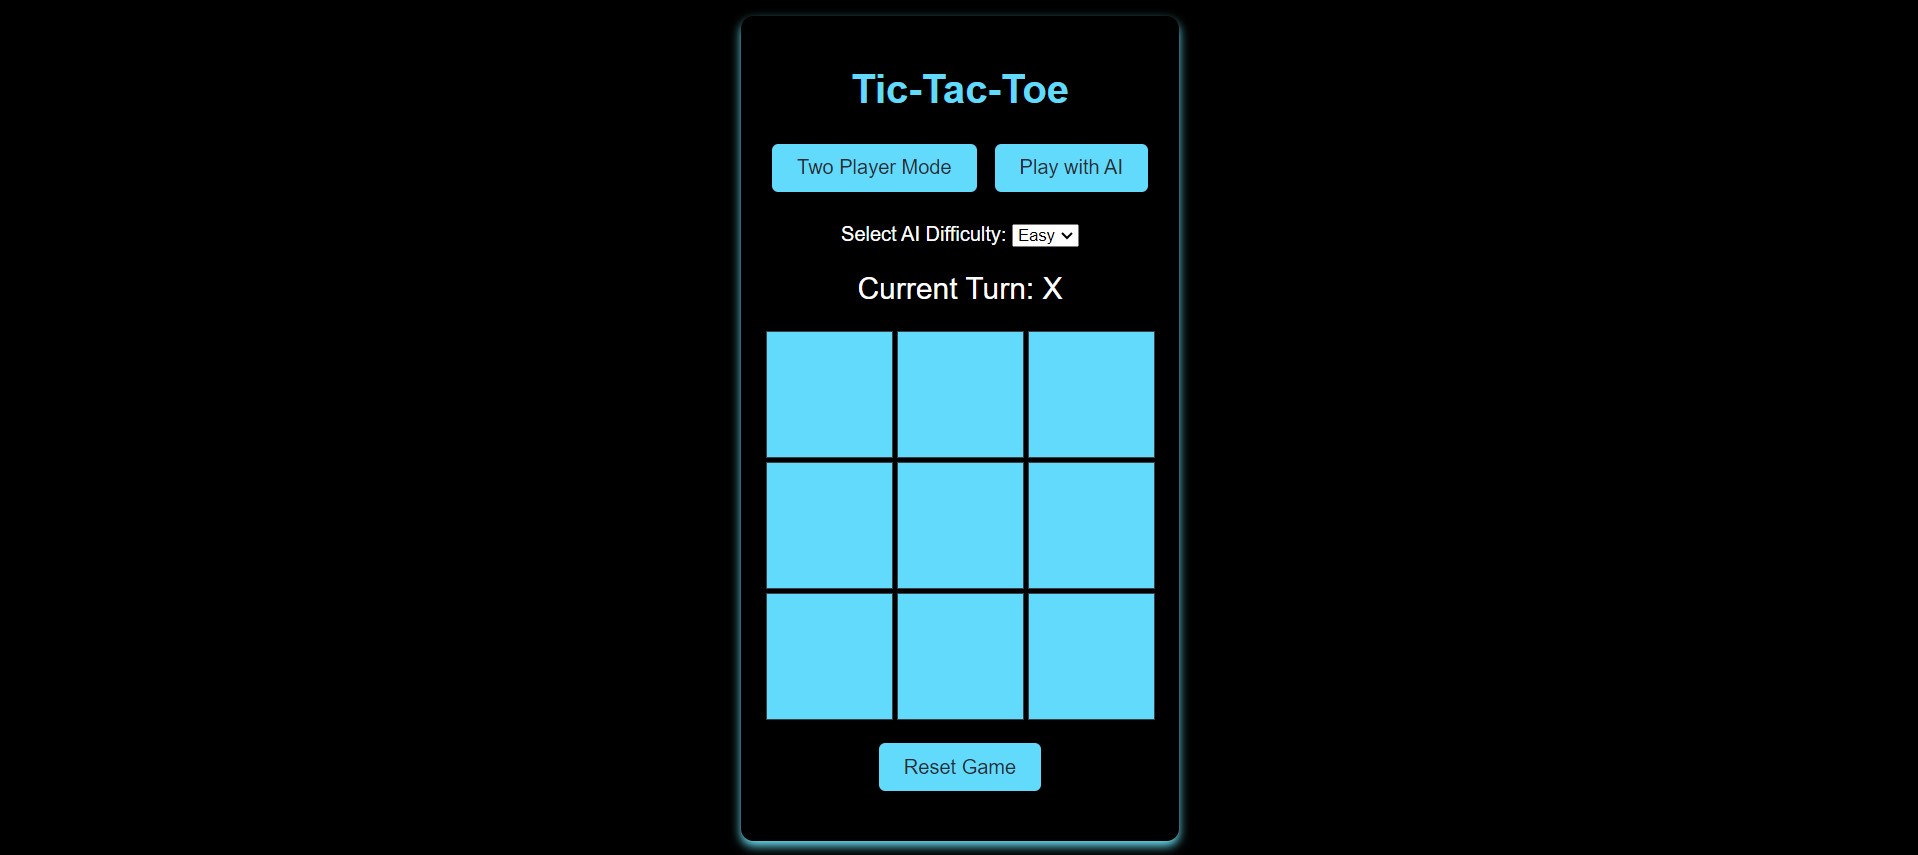 Tic-Tac-Toe
Two Player Mode Play with AI
Select AI Difficulty: Easy
Current Turn: X
Reset Game